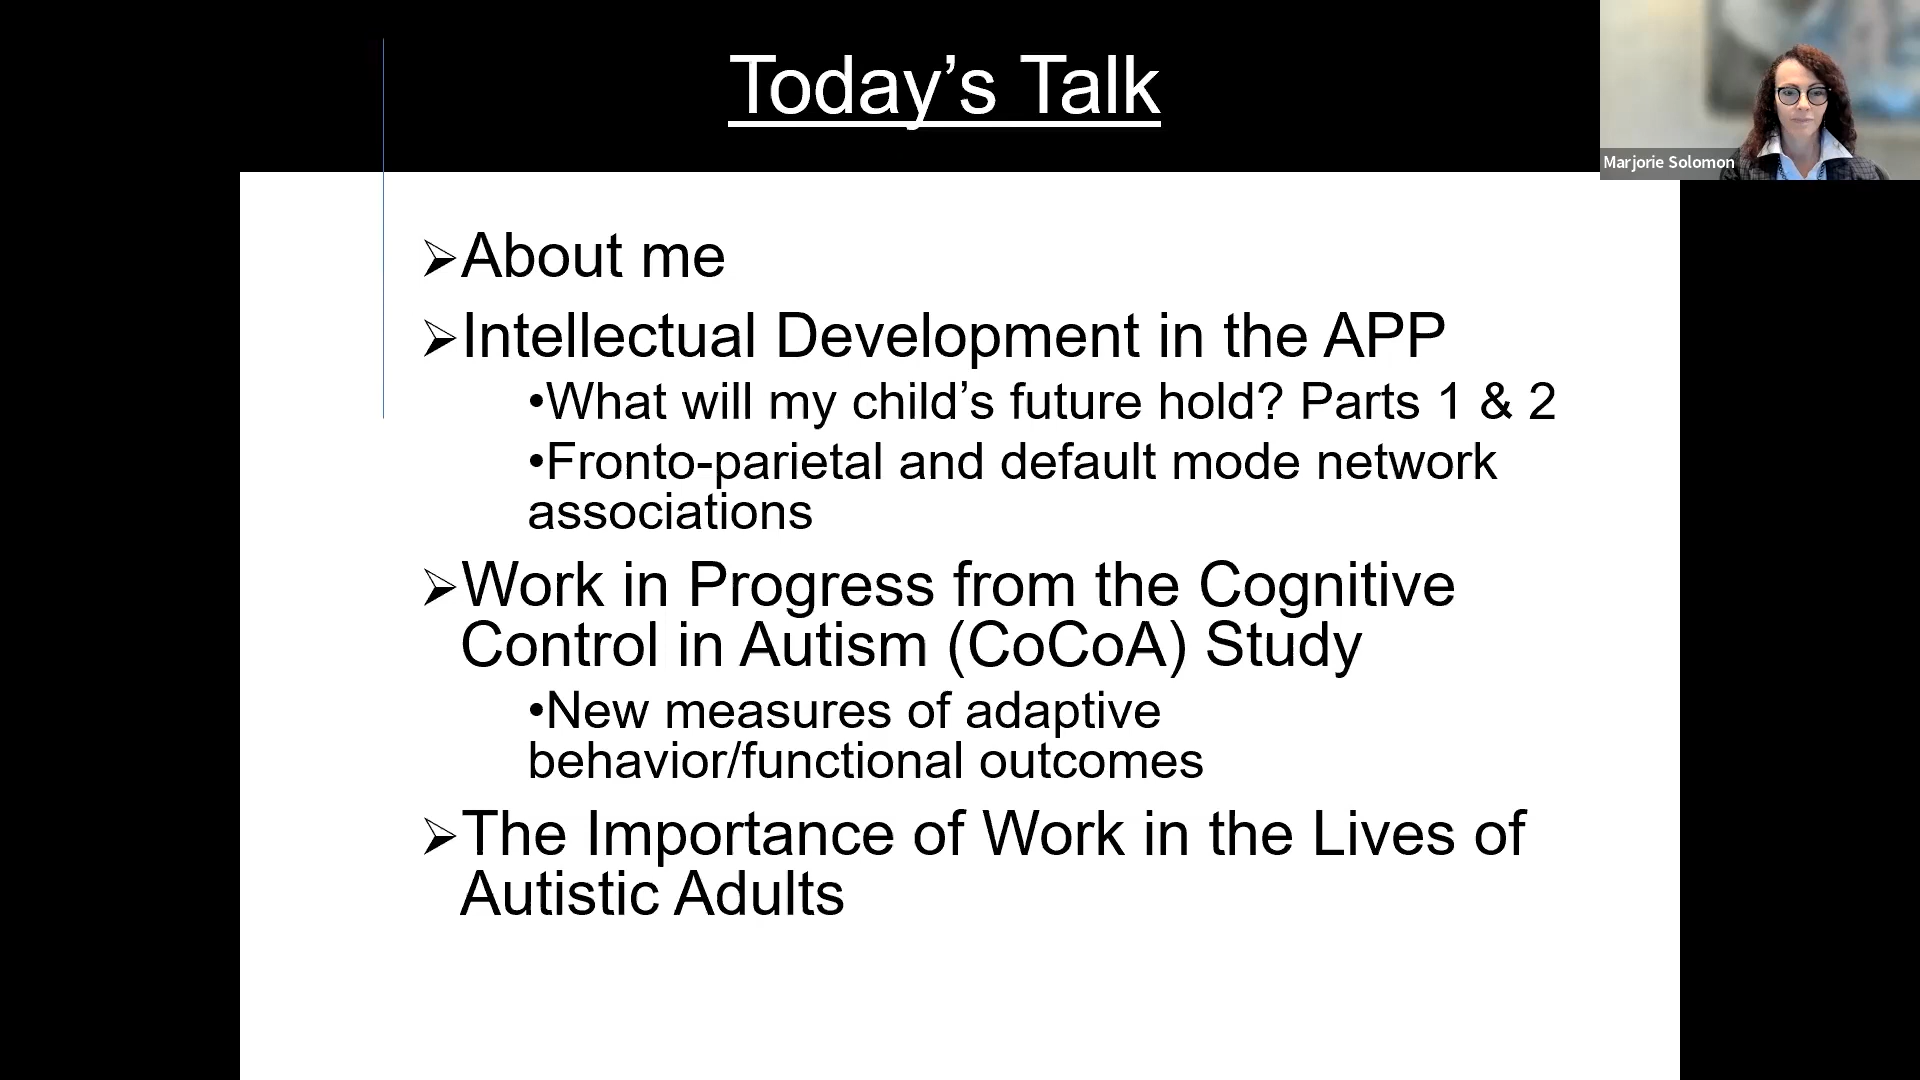 Today’s Talk
Marjorie Solomon
➢About me
➢Intellectual Development in the APP
•What will my child’s future hold? Parts 1 & 2
•Fronto-parietal and default mode network
associations
➢Work in Progress from the Cognitive
Control in Autism (CoCoA) Study
•New measures of adaptive
behavior/functional outcomes
➢The Importance of Work in the Lives of
Autistic Adults